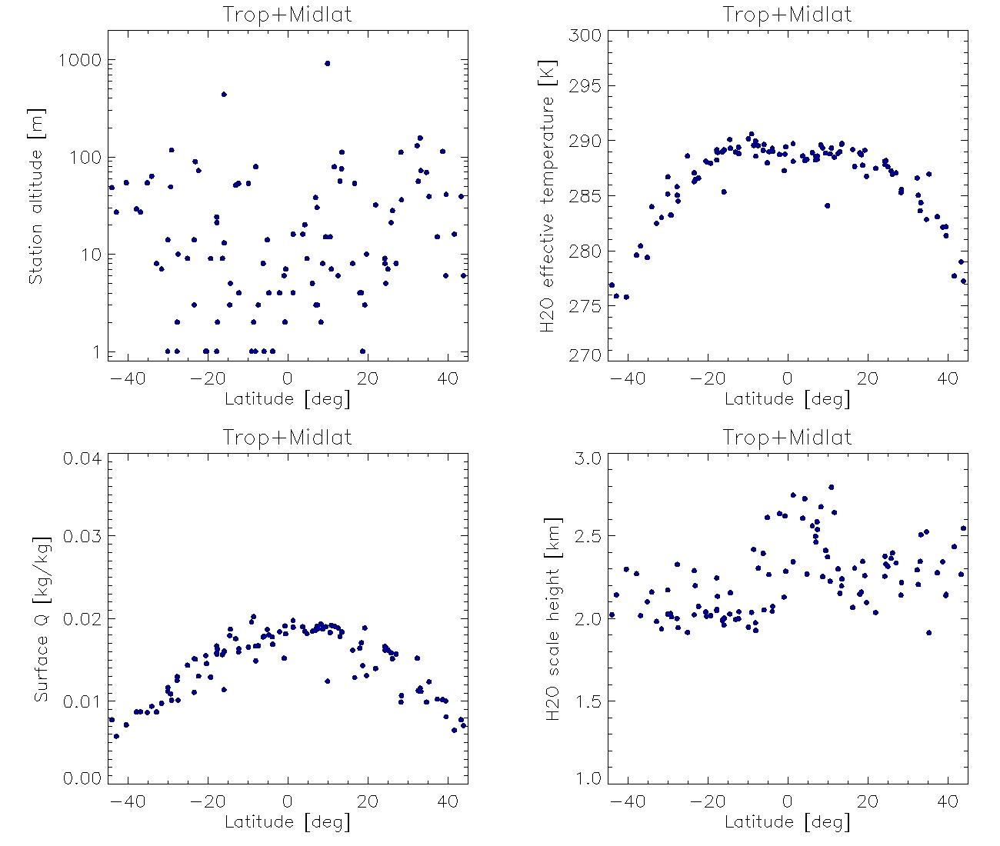 Trop+Midlat
Station altitude [m]
1000
100
10
1
−40 −20 0 20 40
Latitude [deg]
Trop+Midlat
H2O effective temperature [K]
300
295
290
285
280
275
270
−40 −20 0 20 40
Latitude [deg]
Trop+Midlat
Surface Q [kg/kg]
0.04
0.03
0.02
0.01
0.00
−40 −20 0 20 40
Latitude [deg]
Trop+Midlat
H2O scale height [km]
3.0
2.5
2.0
1.5
1.0
−40 −20 0 20 40
Latitude [deg]